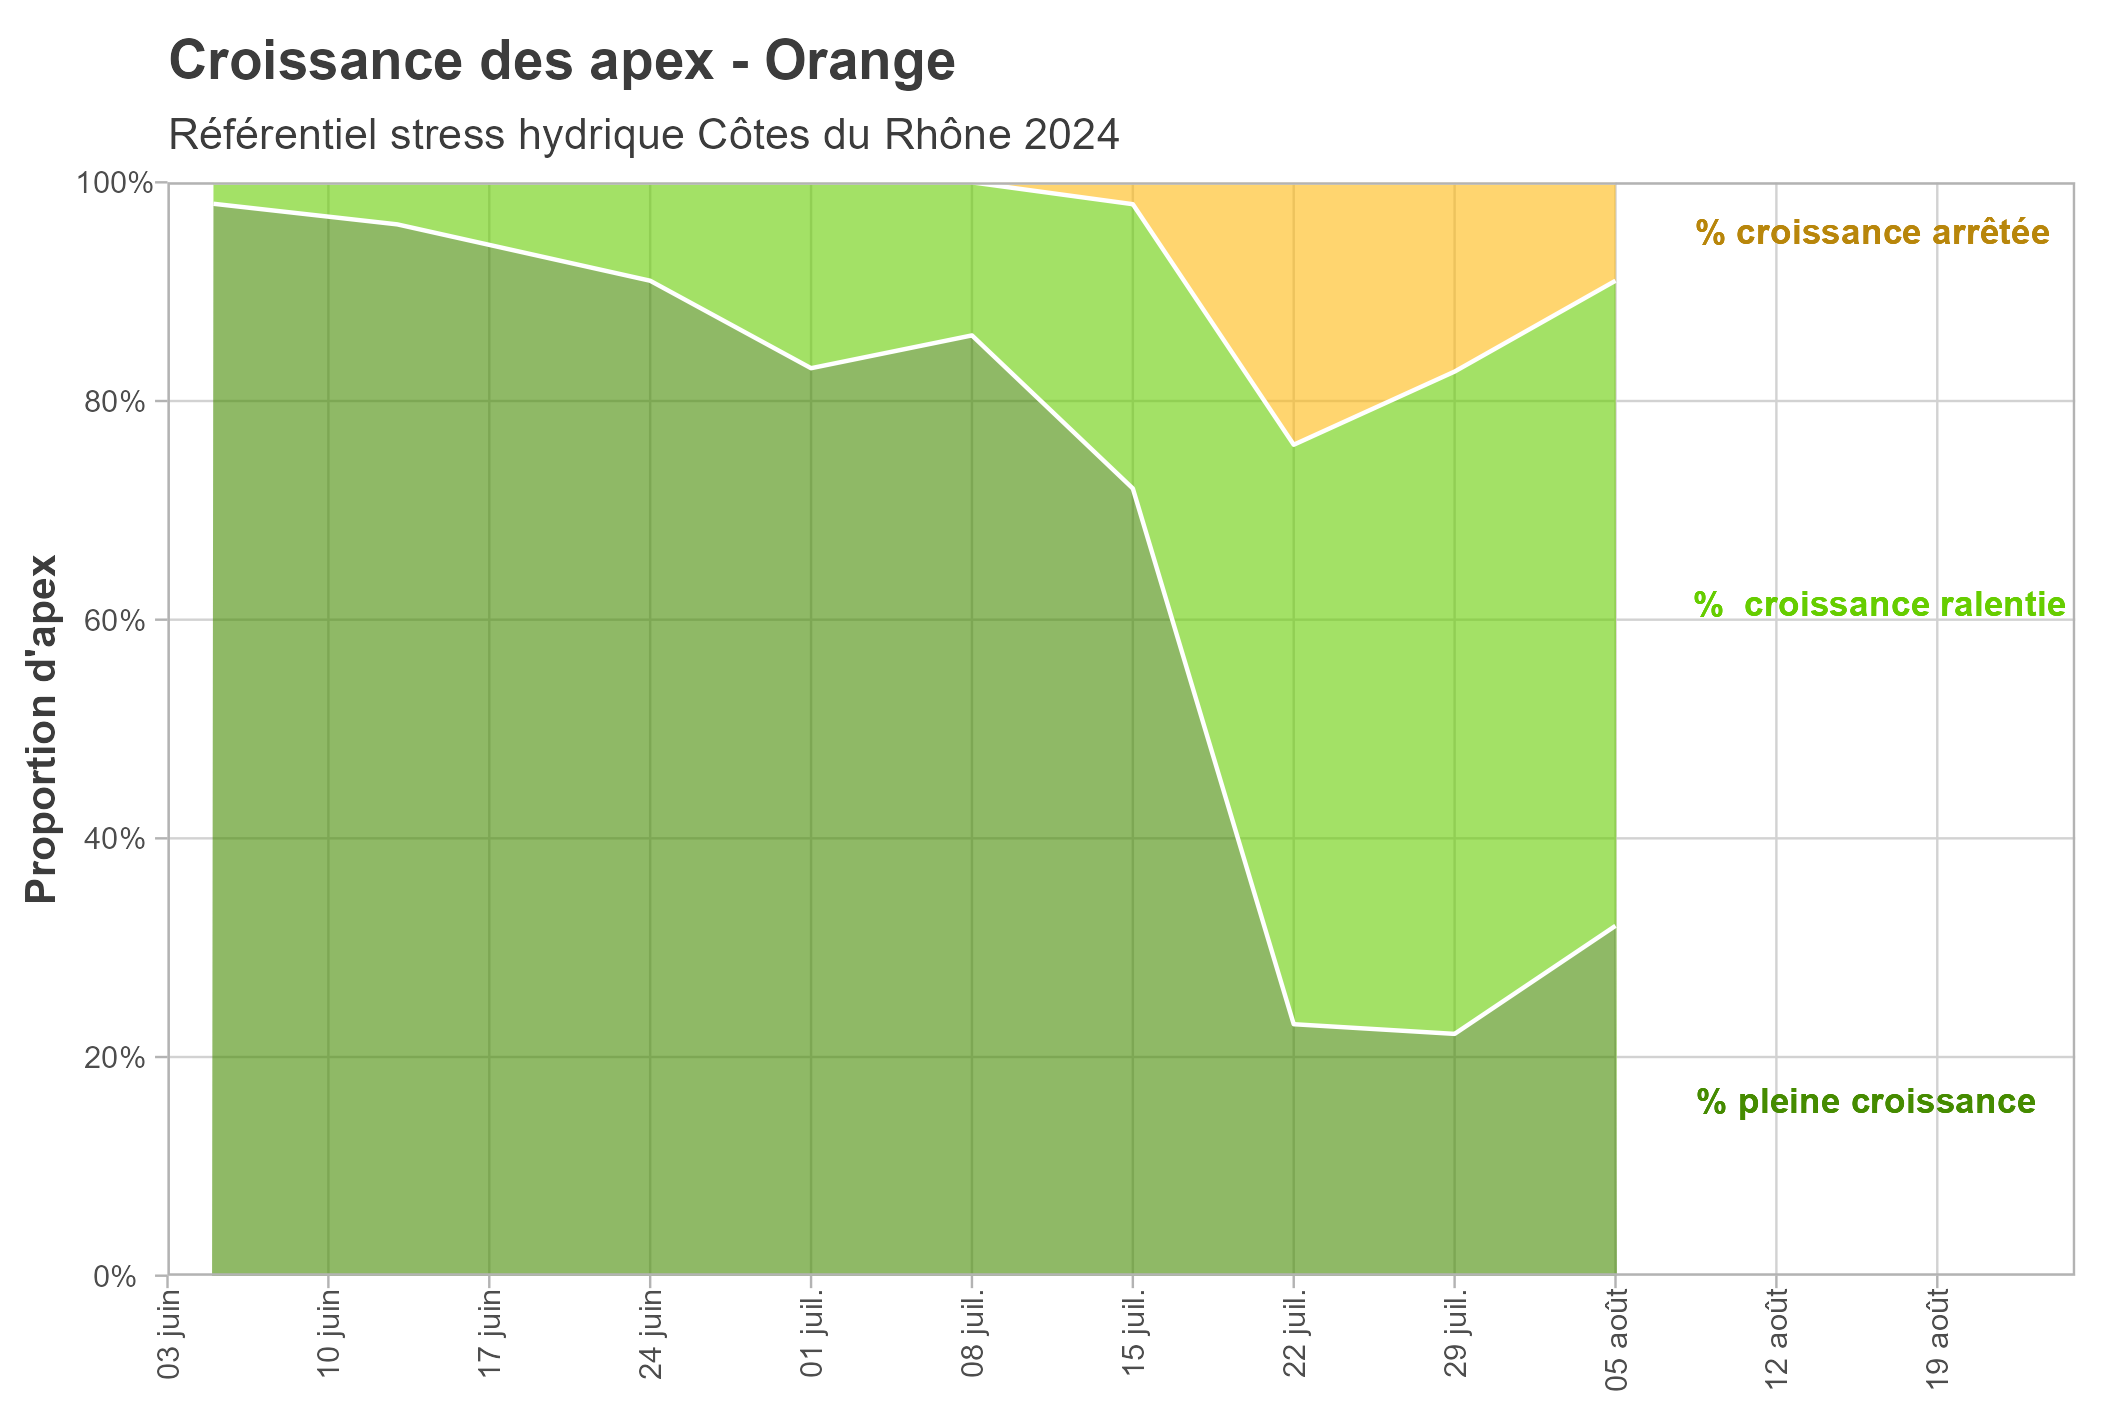 Croissance des apex - Orange
Référentiel stress hydrique Côtes du Rhône 2024
Proportion d'apex
100%
80%
60%
40%
20%
0%
% croissance arrêtée
%  croissance ralentie
% pleine croissance
03 juin
10 juin
17 juin
24 juin
01 juil.
08 juil.
15 juil.
22 juil.
29 juil.
05 août
12 août
19 août